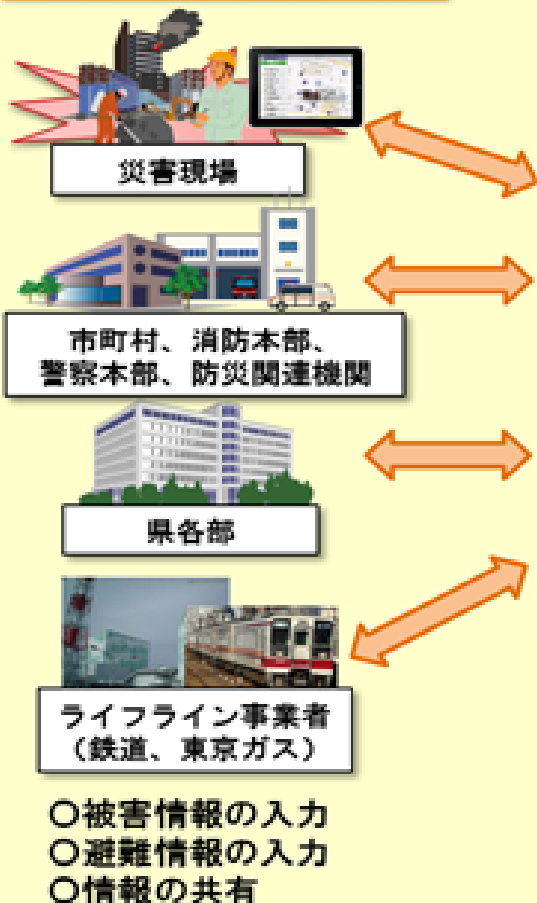 災害現場
市町村、消防本部、
警察本部、防災関連機関
県各部
ライフライン事業者
（鉄道、東京ガス）
〇被害情報の入力
〇避難情報の入力
〇情報の共有